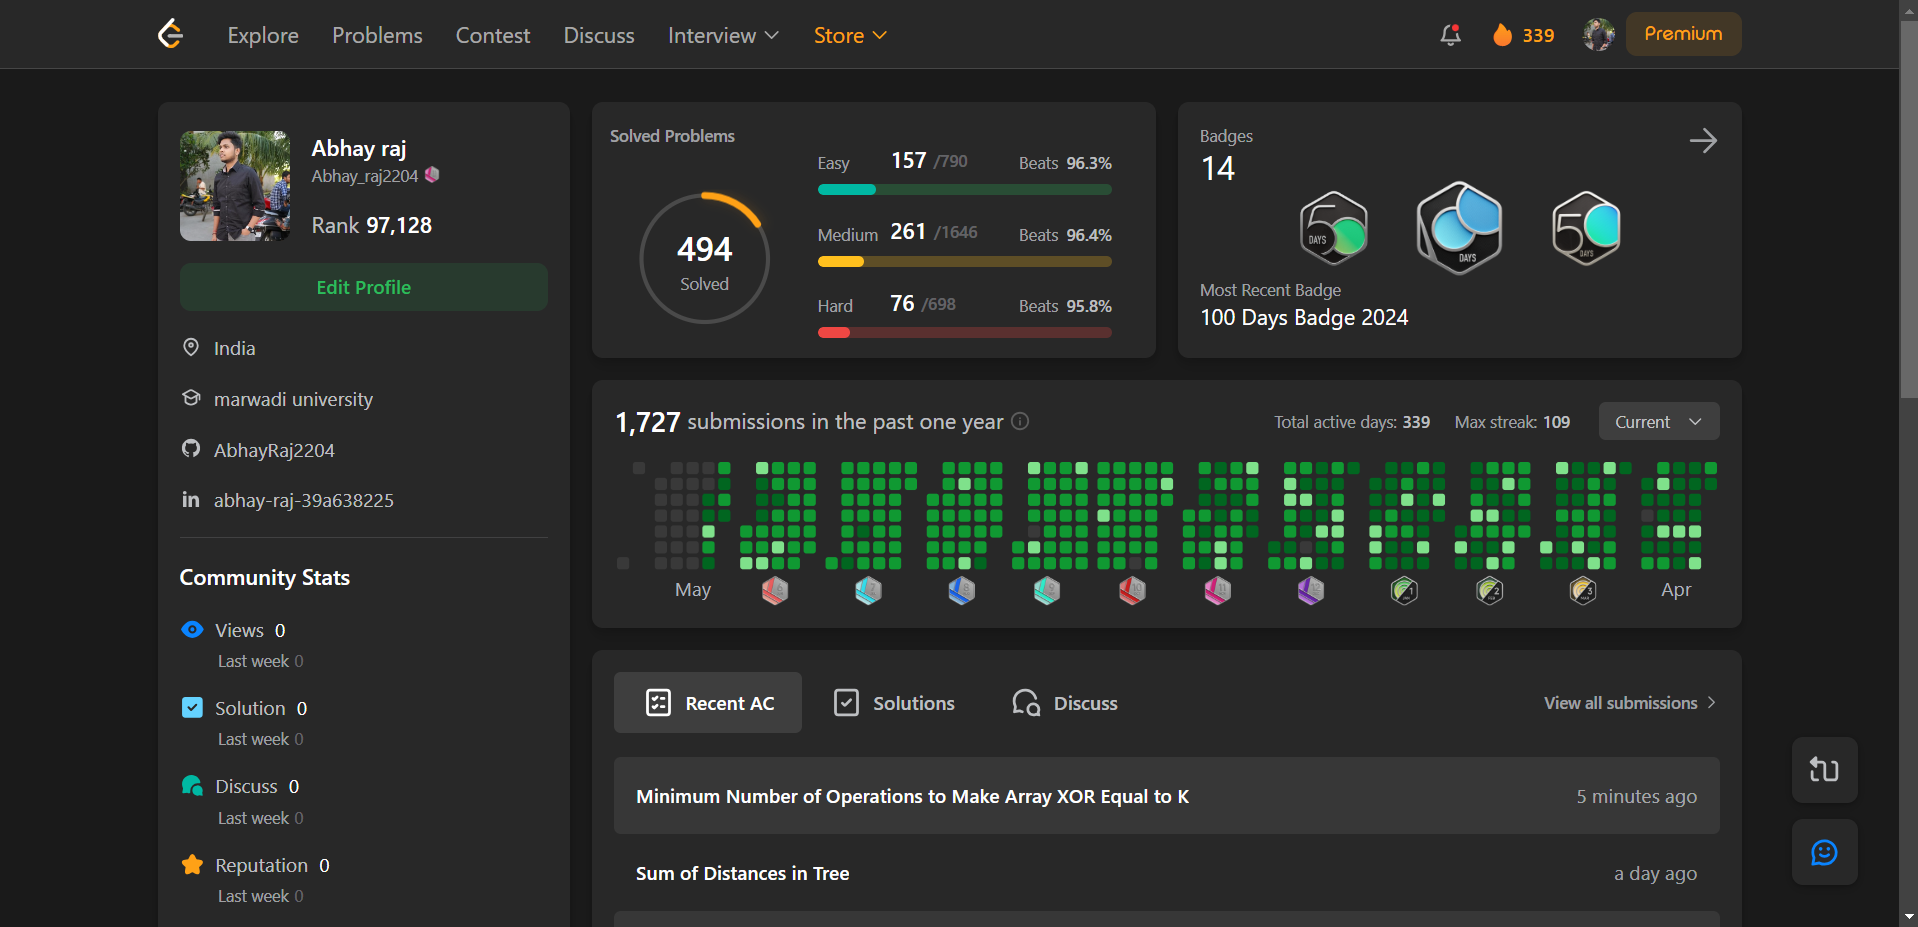 Explore Problems Contest Discuss Interview Store 339 Premium
Abhay raj
Abhay_raj2204
Rank 97,128
Edit Profile
India
marwadi university
AbhayRaj2204
abhay-raj-39a638225
Community Stats
Views 0
Last week 0
Solution 0
Last week 0
Discuss 0
Last week 0
Reputation 0
Last week 0
Solved Problems
494
Solved
Easy 157 /790 Beats 96.3%
Medium 261 /1646 Beats 96.4%
Hard 76 /698 Beats 95.8%
Badges
14
50 DAYS
DAYS
50 DAYS
Most Recent Badge
100 Days Badge 2024
1,727 submissions in the past one year Total active days: 339 Max streak: 109 Current
May Apr
Recent AC Solutions Discuss View all submissions
Minimum Number of Operations to Make Array XOR Equal to K 5 minutes ago
Sum of Distances in Tree a day ago